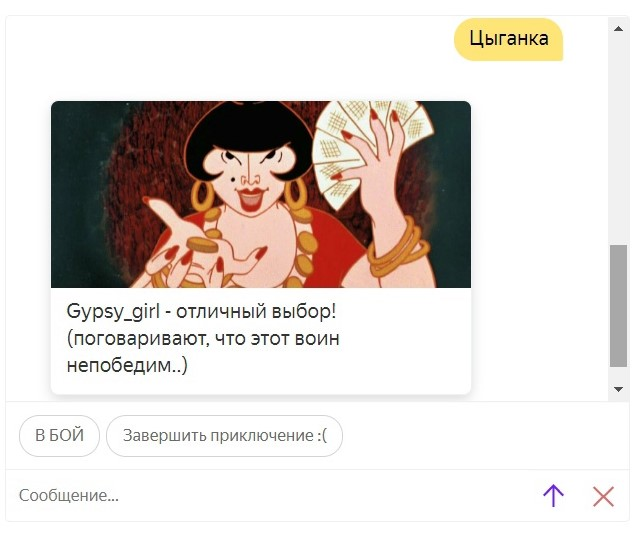 Цыганка
Gypsy_girl - отличный выбор!
(поговаривают, что этот воин
непобедим..)
В БОЙ
Завершить приключение :(
Сообщение...